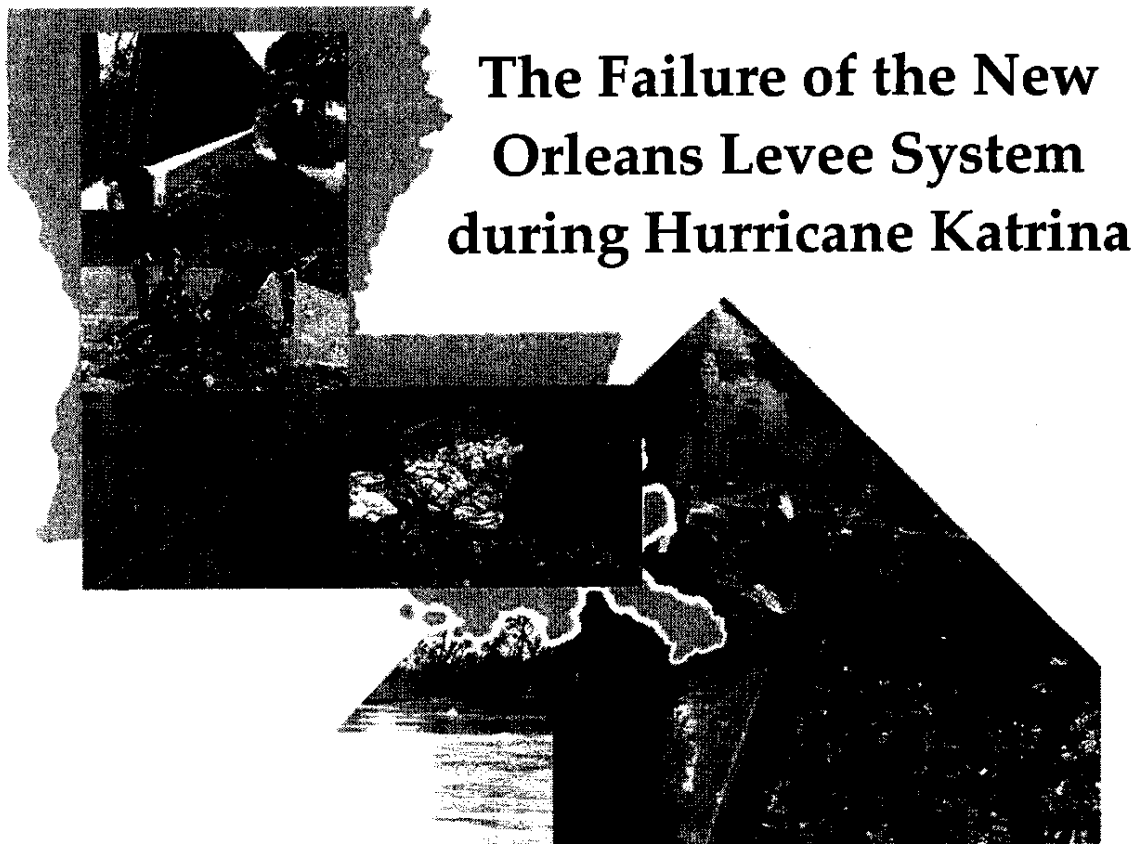 The Failure of the New
Orleans Levee System
during Hurricane Katrina